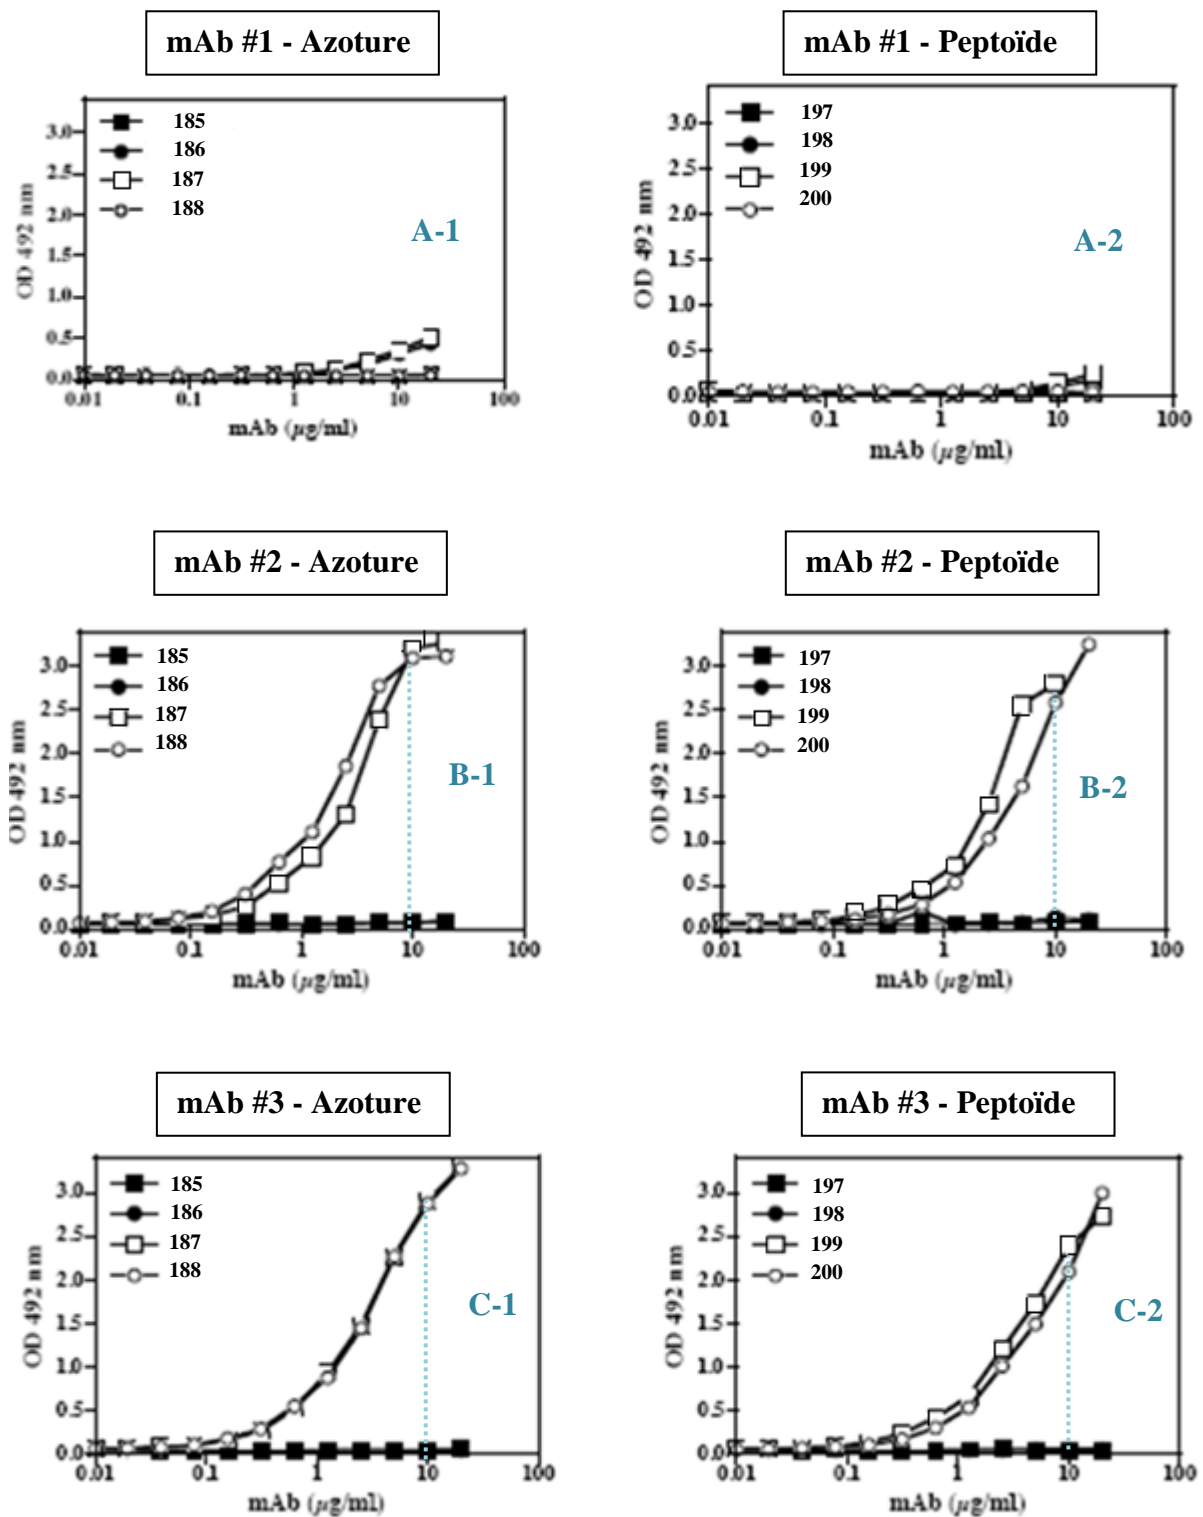 mAb #1 - Azoture
185
186
187
188
A-1
OD 492 nm
3.0
2.5
2.0
1.5
1.0
0.5
0.0
0.01 0.1 1 10 100
mAb (µg/ml)
mAb #1 - Peptoïde
197
198
199
200
A-2
OD 492 nm
3.0
2.5
2.0
1.5
1.0
0.5
0.0
0.01 0.1 1 10 100
mAb (µg/ml)
mAb #2 - Azoture
185
186
187
188
B-1
OD 492 nm
3.0
2.5
2.0
1.5
1.0
0.5
0.0
0.01 0.1 1 10 100
mAb (µg/ml)
mAb #2 - Peptoïde
197
198
199
200
B-2
OD 492 nm
3.0
2.5
2.0
1.5
1.0
0.5
0.0
0.01 0.1 1 10 100
mAb (µg/ml)
mAb #3 - Azoture
185
186
187
188
C-1
OD 492 nm
3.0
2.5
2.0
1.5
1.0
0.5
0.0
0.01 0.1 1 10 100
mAb (µg/ml)
mAb #3 - Peptoïde
197
198
199
200
C-2
OD 492 nm
3.0
2.5
2.0
1.5
1.0
0.5
0.0
0.01 0.1 1 10 100
mAb (µg/ml)